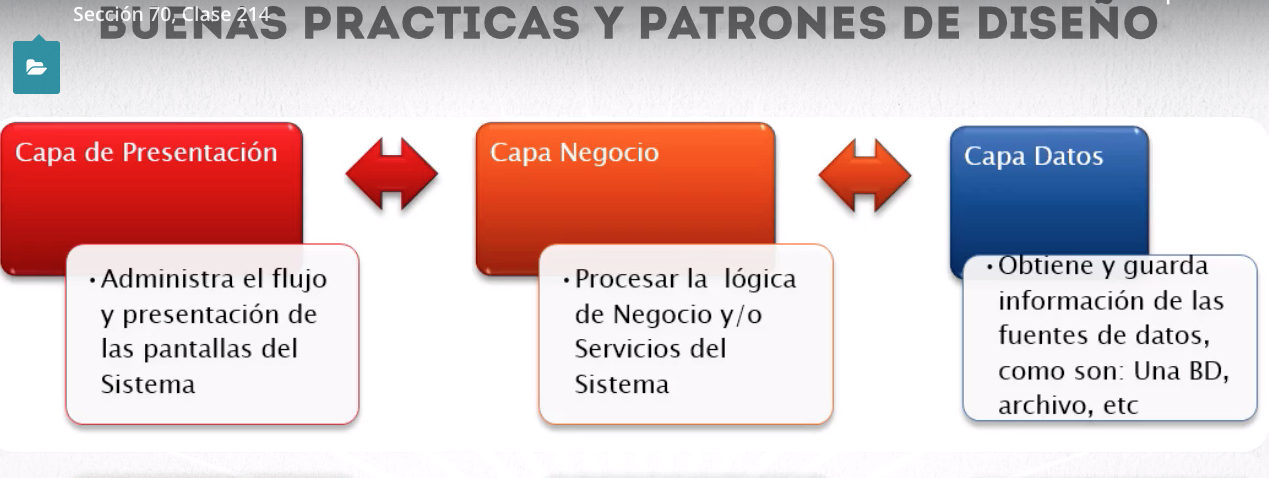 Sección 70, Clase 214
BUENAS PRACTICAS Y PATRONES DE DISEÑO
Capa de Presentación
• Administra el flujo
y presentación de
las pantallas del
Sistema
Capa Negocio
• Procesar la lógica
de Negocio y/o
Servicios del
Sistema
Capa Datos
• Obtiene y guarda
información de las
fuentes de datos,
como son: Una BD,
archivo, etc